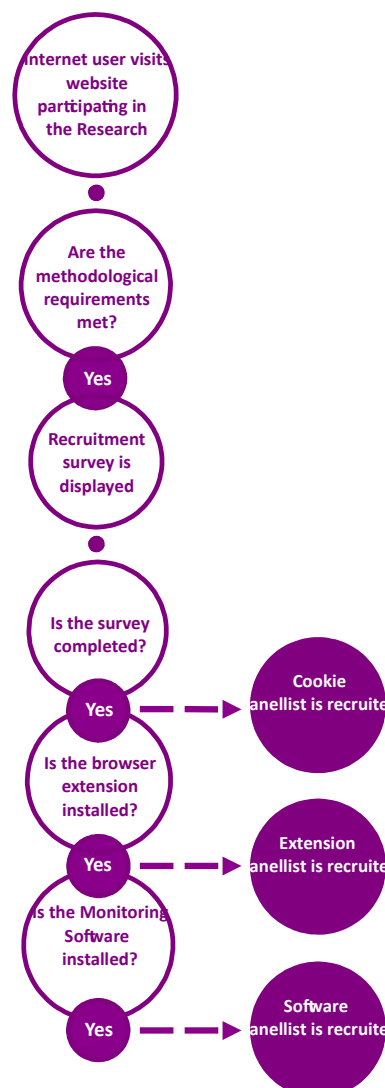 Internet user visits
website
participating in
the Research
Are the
methodological
requirements
met?
Yes
Recruitment
survey is
displayed
Is the survey
completed?
Yes
Cookie
anellist is recruite
Is the browser
extension
installed?
Yes
Extension
anellist is recruite
Is the Monitoring
Software
installed?
Yes
Software
anellist is recruite